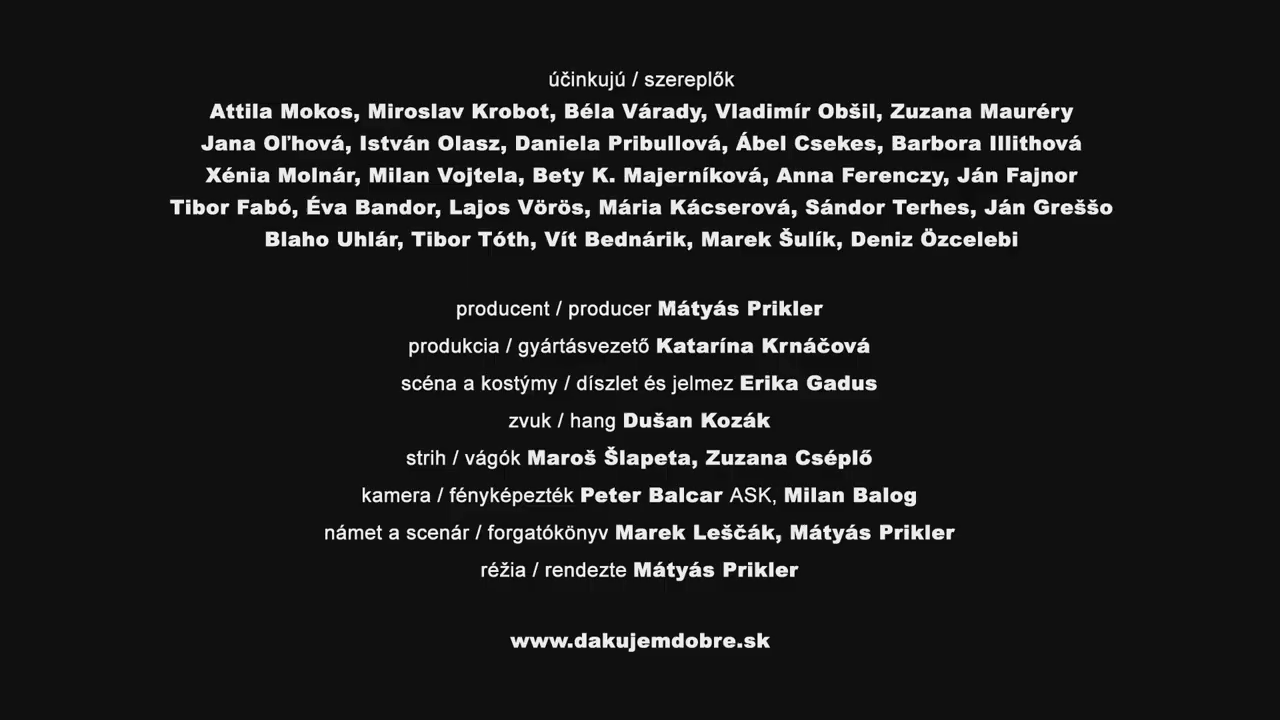 účinkujú / szereplők
Attila Mokos, Miroslav Krobot, Béla Várady, Vladimír Obšil, Zuzana Mauréry
Jana Oľhová, István Olasz, Daniela Pribullová, Ábel Csekes, Barbora Illithová
Xénia Molnár, Milan Vojtela, Bety K. Majerníková, Anna Ferenczy, Ján Fajnor
Tibor Fabó, Éva Bandor, Lajos Vörös, Mária Kácserová, Sándor Terhes, Ján Greššo
Blaho Uhlár, Tibor Tóth, Vít Bednárik, Marek Šulík, Deniz Özcelebi
producent / producer Mátyás Prikler
produkcia / gyártásvezető Katarína Krnáčová
scéna a kostýmy / díszlet és jelmez Erika Gadus
zvuk / hang Dušan Kozák
strih / vágók Maroš Šlapeta, Zuzana Cséplő
kamera / fényképezték Peter Balcar ASK, Milan Balog
námet a scenár / forgatókönyv Marek Leščák, Mátyás Prikler
réžia / rendezte Mátyás Prikler
www.dakujemdobre.sk